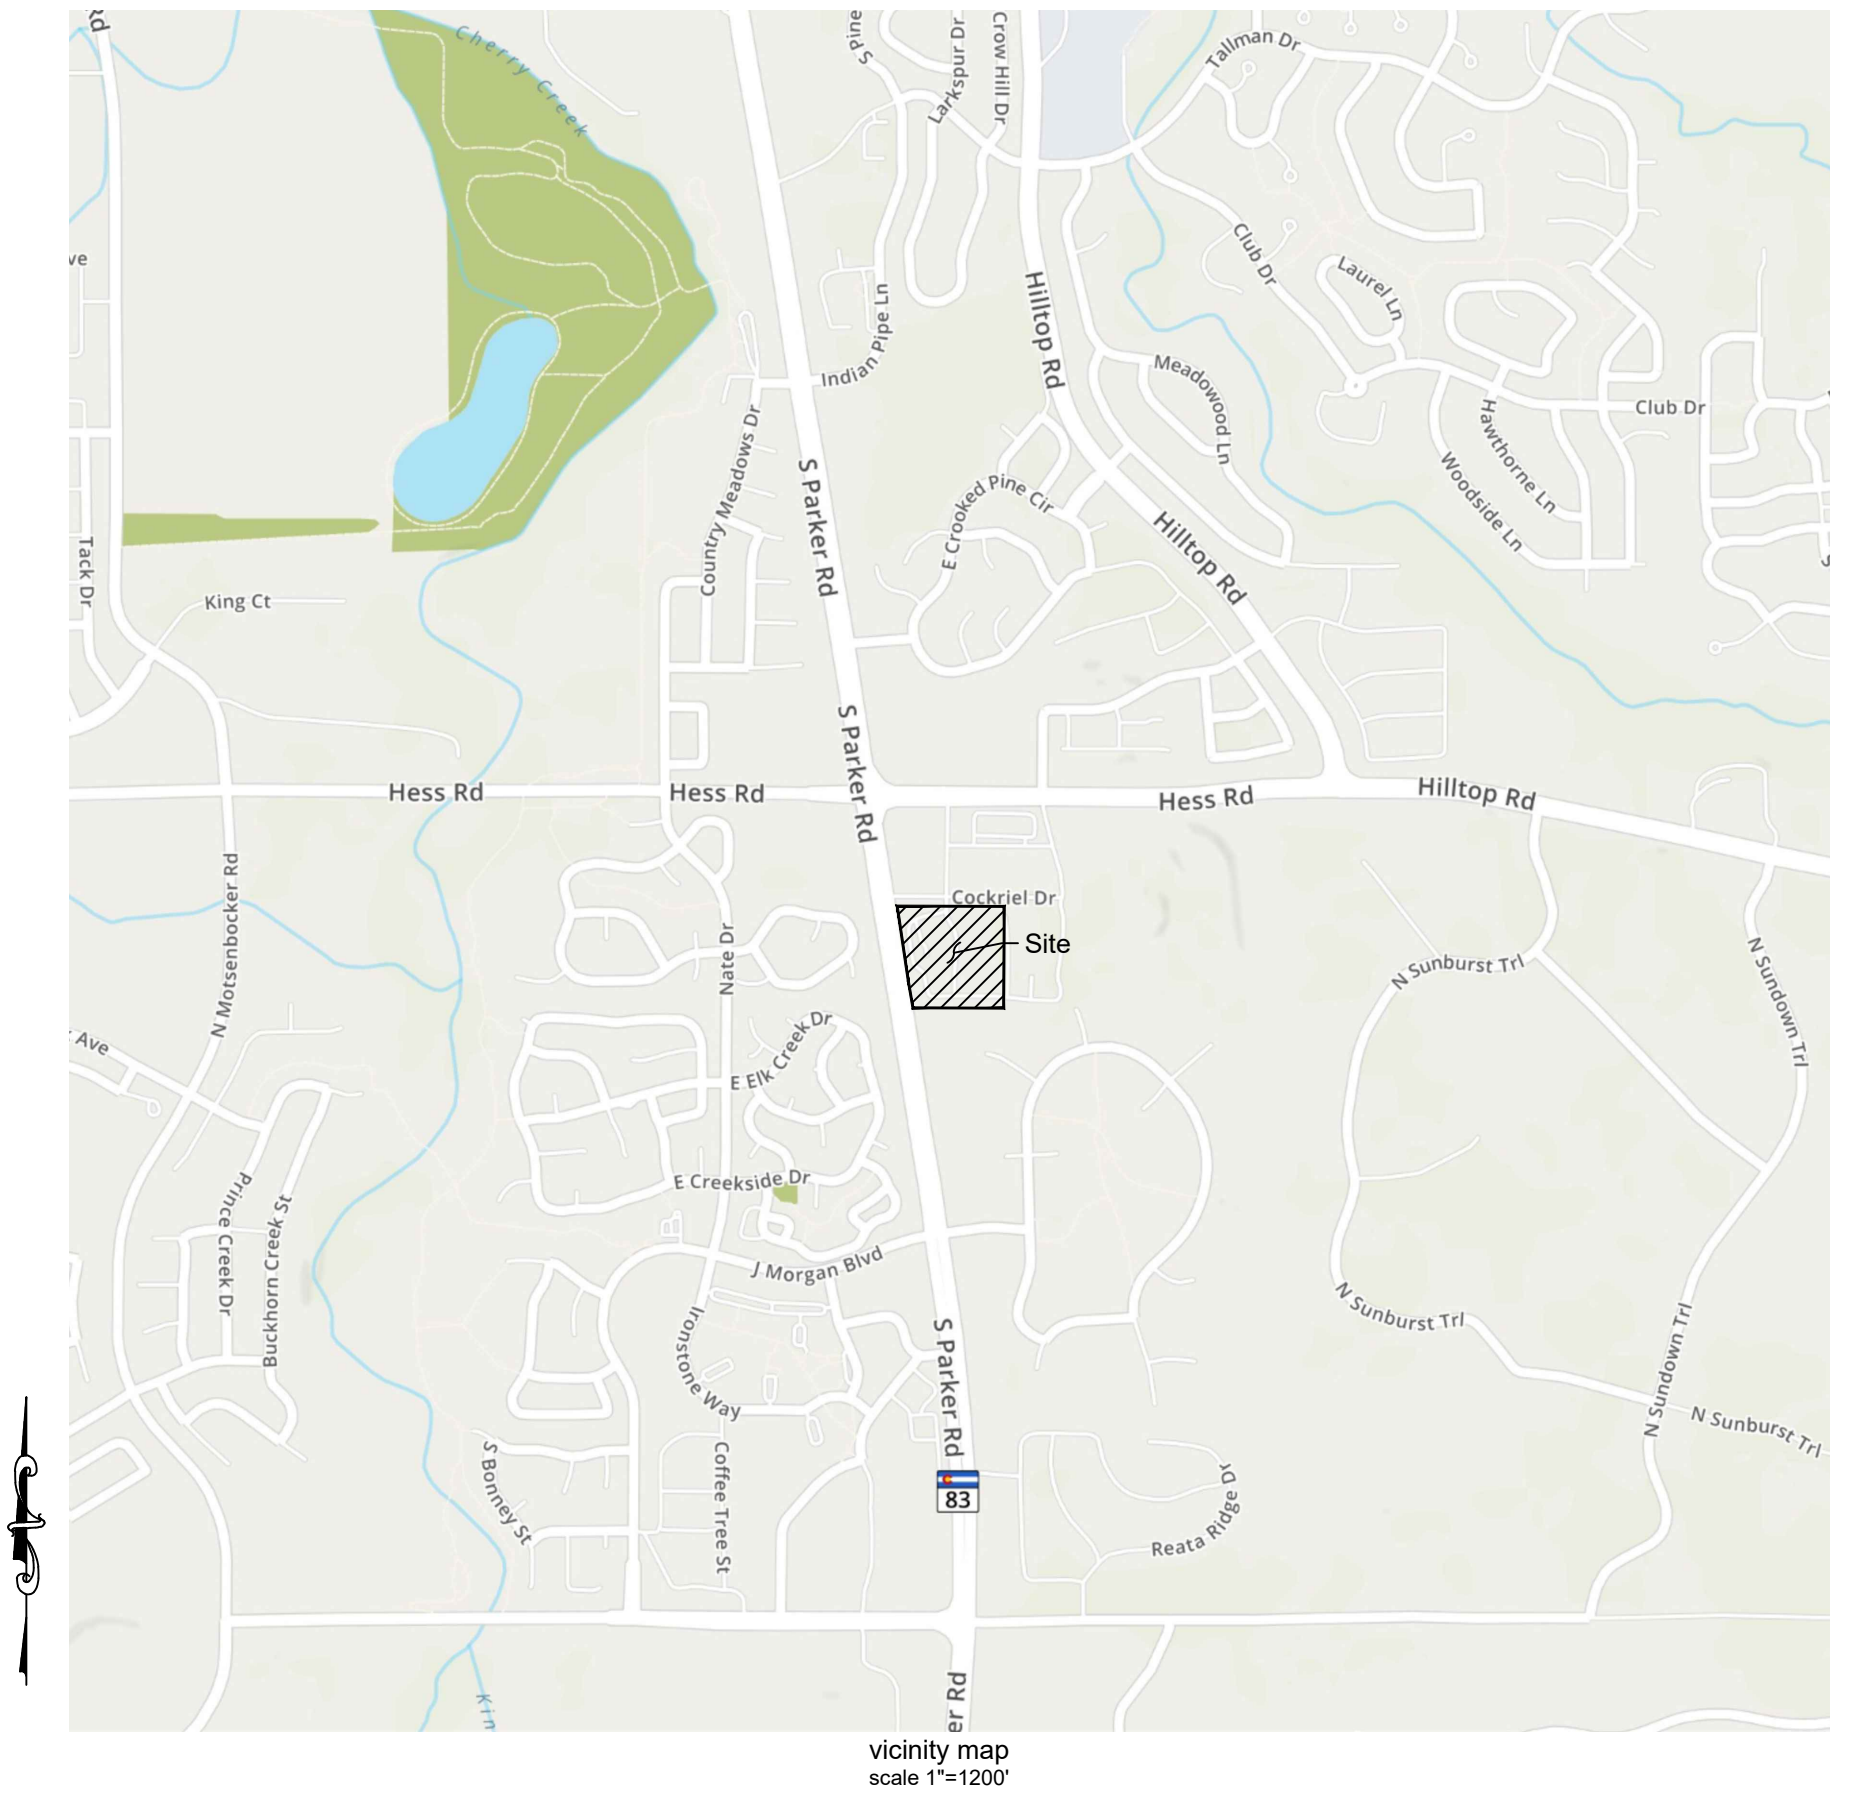 Rd
Cherry Creek
S Pine
Larkspur Dr
Crow Hill Dr
Tallman Dr
ve
Club Dr
Laurel Ln
Indian Pipe Ln
Hilltop Rd
Meadowood Ln
Club Dr
Hawthorne Ln
Woodside Ln
Country Meadows Dr
S Parker Rd
E Crooked Pine Cir
Hilltop Rd
Tack Dr
King Ct
S Parker Rd
Hess Rd
Hess Rd
Hess Rd
Hilltop Rd
N Motsenbocker Rd
Cockriel Dr
Nate Dr
Site
N Sunburst Trl
N Sundown Trl
Ave
E Elk Creek Dr
E Creekside Dr
Prince Creek Dr
Buckhorn Creek St
J Morgan Blvd
Ironstone Way
S Parker Rd
N Sunburst Trl
N Sundown Trl
N Sunburst Trl
S Bonney St
Coffee Tree St
83
Reata Ridge Dr
Kin
er Rd
vicinity map
scale 1"=1200'